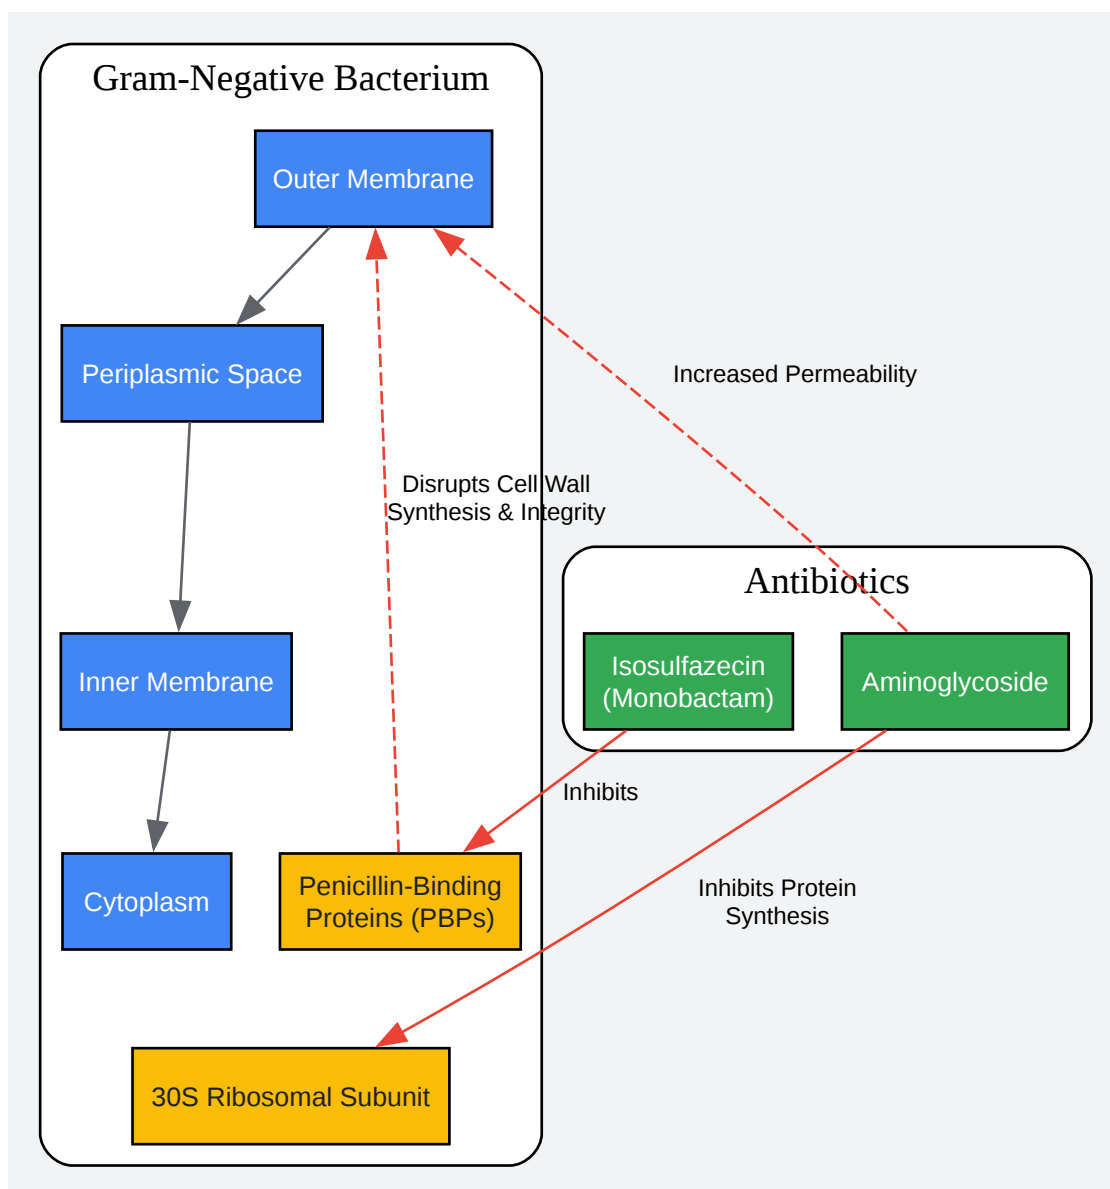 Gram-Negative Bacterium
Outer Membrane
Periplasmic Space
Increased Permeability
Disrupts Cell Wall
Synthesis & Integrity
Antibiotics
Inner Membrane
Isosulfazecin
(Monobactam)
Aminoglycoside
Inhibits
Cytoplasm
Penicillin-Binding
Proteins (PBPs)
Inhibits Protein
Synthesis
30S Ribosomal Subunit